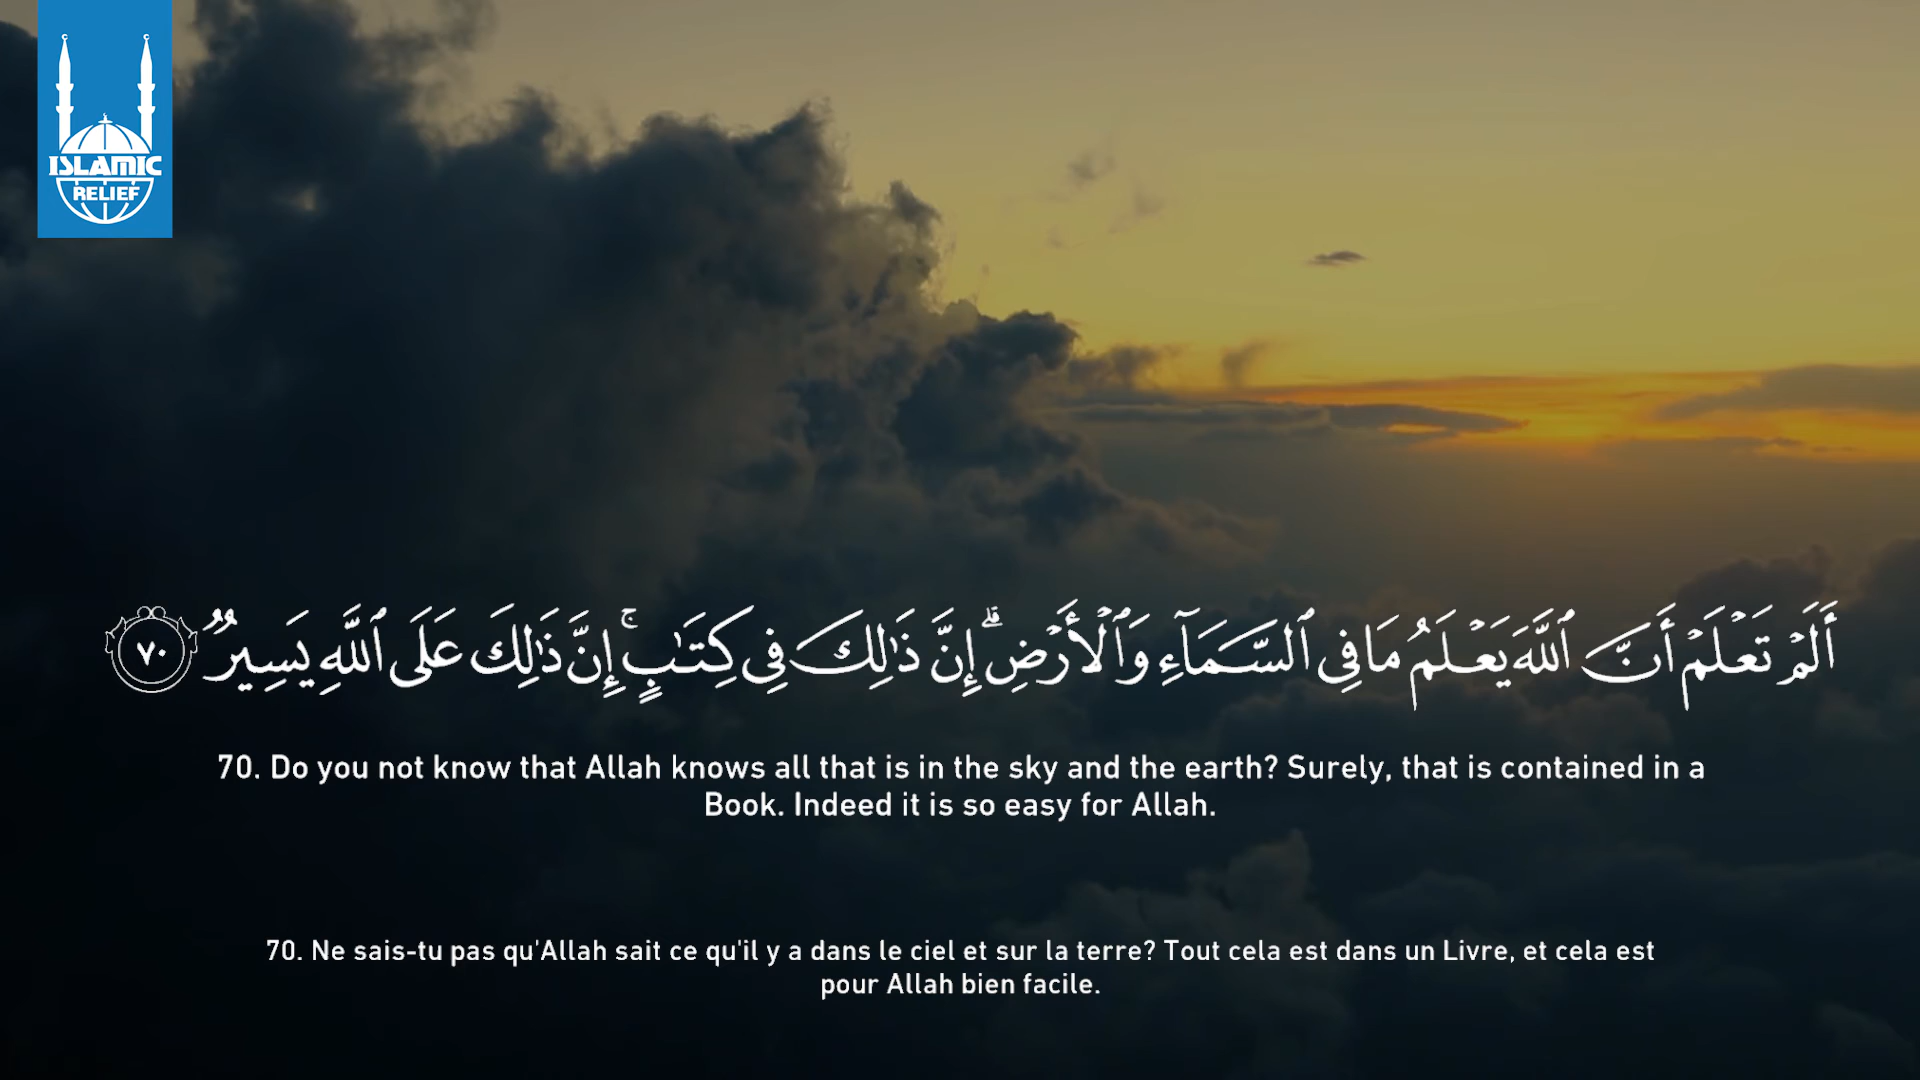 ISLAMIC
RELIEF
أَلَمْ تَعْلَمْ أَنَّ ٱللَّهَ يَعْلَمُ مَا فِى ٱلسَّمَآءِ وَٱلْأَرْضِ ۗ إِنَّ ذَٰلِكَ فِى كِتَٰبٍ ۚ إِنَّ ذَٰلِكَ عَلَى ٱللَّهِ يَسِيرٌ ٧٠
70. Do you not know that Allah knows all that is in the sky and the earth? Surely, that is contained in a
Book. Indeed it is so easy for Allah.
70. Ne sais-tu pas qu'Allah sait ce qu'il y a dans le ciel et sur la terre? Tout cela est dans un Livre, et cela est
pour Allah bien facile.